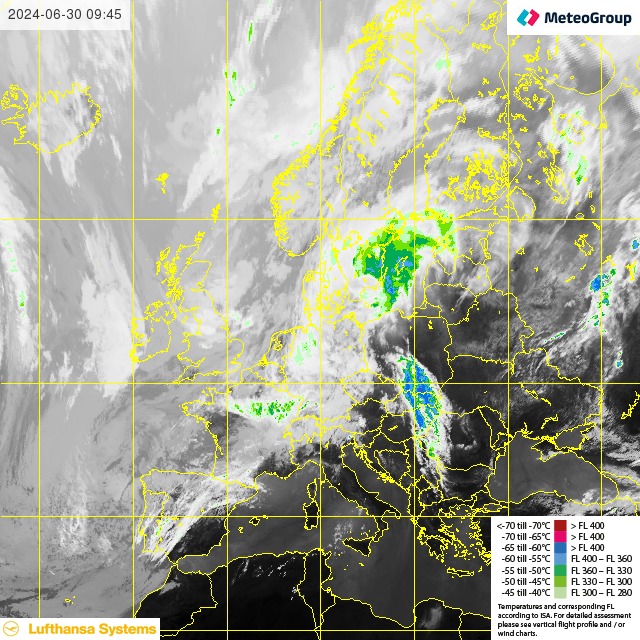 2024-06-30 09:45
MeteoGroup
<-70 till -70°C > FL 400
-70 till -65°C > FL 400
-65 till -60°C > FL 400
-60 till -55°C FL 400 – FL 360
-55 till -50°C FL 360 – FL 330
-50 till -45°C FL 330 – FL 300
-45 till -40°C FL 300 – FL 280
Temperatures and corresponding FL
according to ISA. For detailed assessment
please see vertical flight profile and / or
wind charts.
Lufthansa Systems